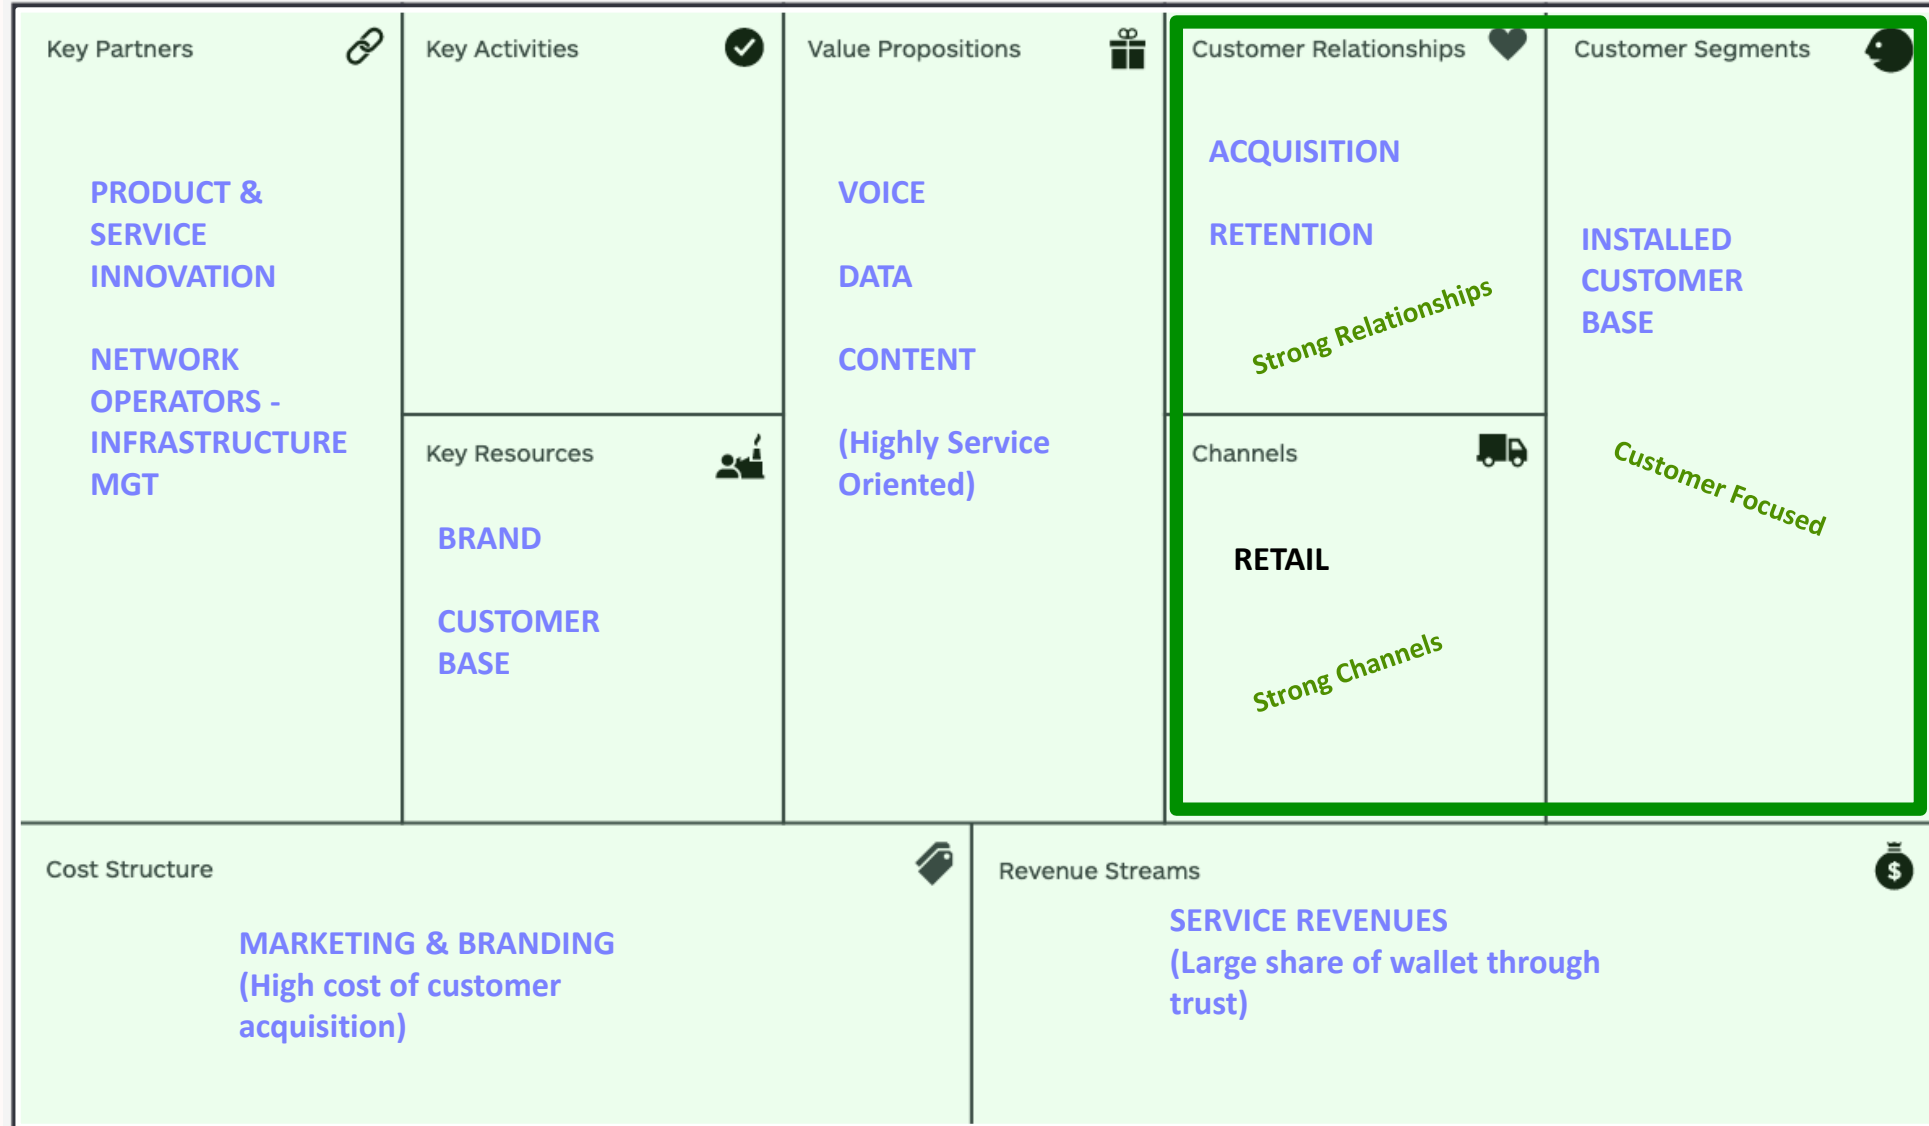 Key Partners
PRODUCT &
SERVICE
INNOVATION
NETWORK
OPERATORS -
INFRASTRUCTURE
MGT
Key Activities
Key Resources
BRAND
CUSTOMER
BASE
Value Propositions
VOICE
DATA
CONTENT
(Highly Service
Oriented)
Customer Relationships
ACQUISITION
RETENTION
Strong Relationships
Channels
RETAIL
Strong Channels
Customer Segments
INSTALLED
CUSTOMER
BASE
Customer Focused
Cost Structure
MARKETING & BRANDING
(High cost of customer
acquisition)
Revenue Streams
$
SERVICE REVENUES
(Large share of wallet through
trust)